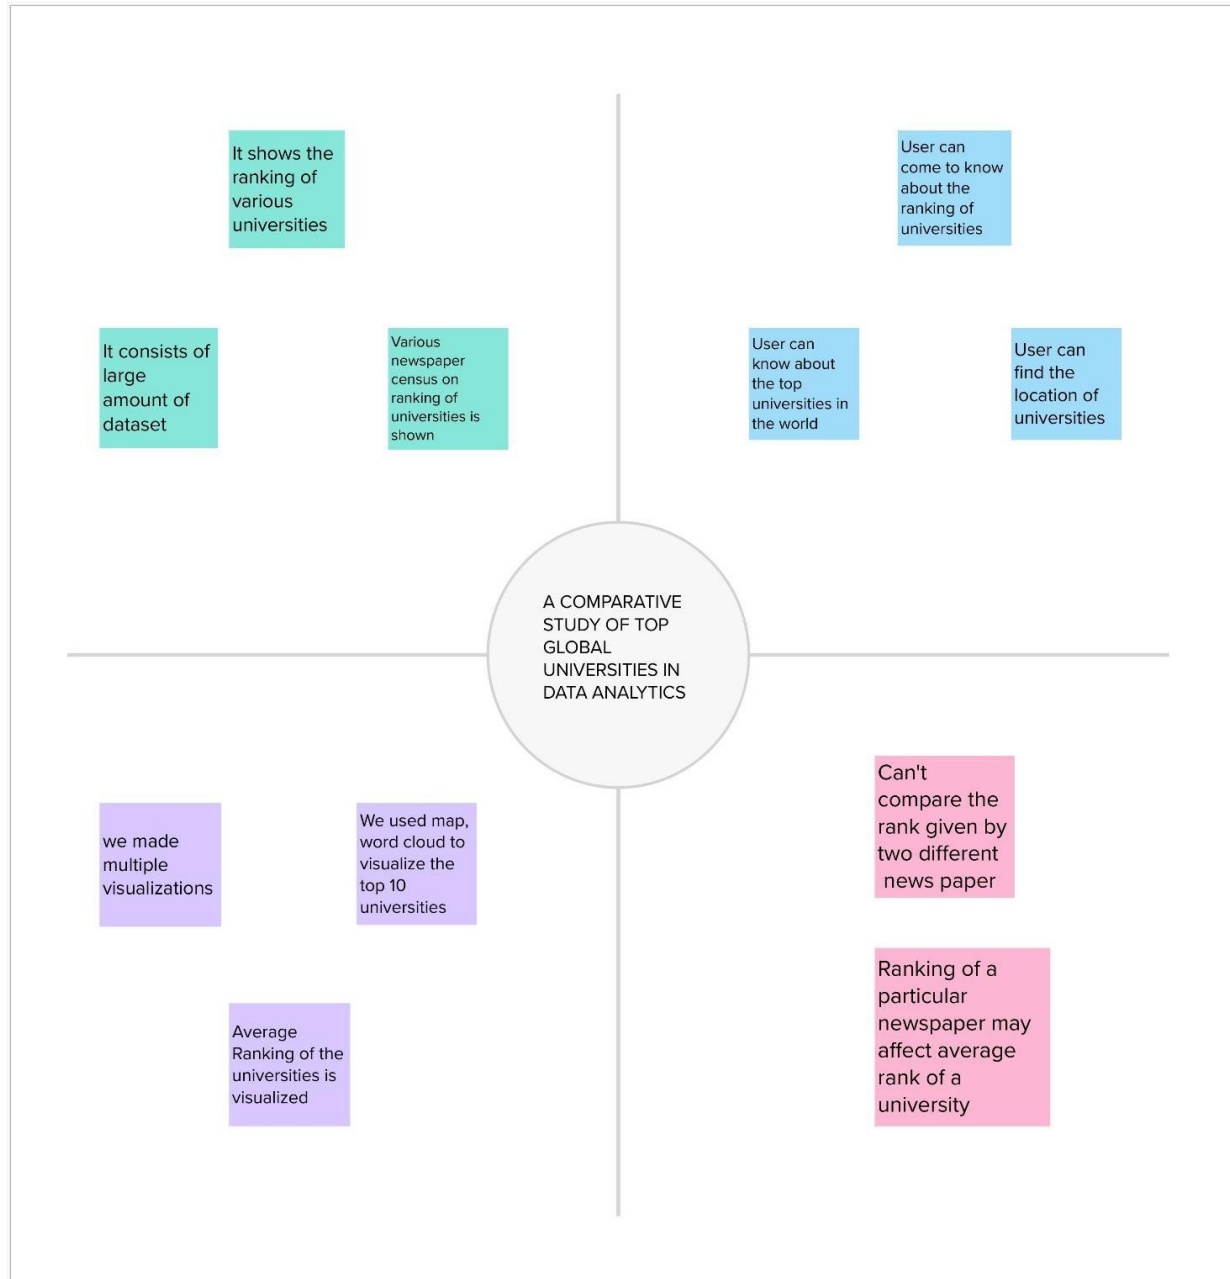 It shows the
ranking of
various
universities
It consists of
large
amount of
dataset
Various
newspaper
census on
ranking of
universities is
shown
User can
come to know
about the
ranking of
universities
User can
know about
the top
universities in
the world
User can
find the
location of
universities
A COMPARATIVE
STUDY OF TOP
GLOBAL
UNIVERSITIES IN
DATA ANALYTICS
we made
multiple
visualizations
We used map,
word cloud to
visualize the
top 10
universities
Average
Ranking of the
universities is
visualized
Can't
compare the
rank given by
two different
news paper
Ranking of a
particular
newspaper may
affect average
rank of a
university